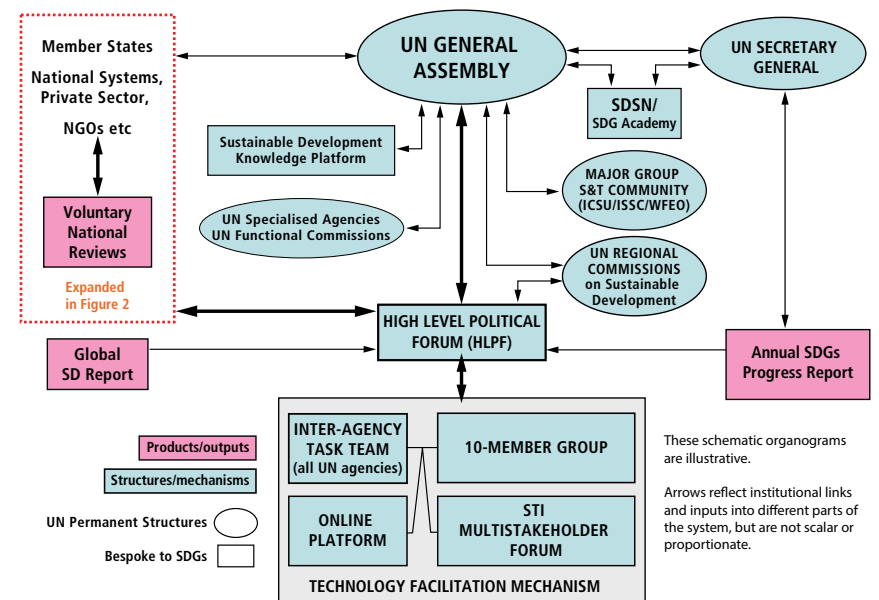 Member States
National Systems,
Private Sector,
NGOs etc
Voluntary
National
Reviews
Expanded
in Figure 2
UN GENERAL
ASSEMBLY
UN SECRETARY
GENERAL
SDSN/
SDG Academy
Sustainable Development
Knowledge Platform
MAJOR GROUP
S&T COMMUNITY
(ICSU/ISSC/WFEO)
UN Specialised Agencies
UN Functional Commissions
UN REGIONAL
COMMISSIONS
on Sustainable
Development
HIGH LEVEL POLITICAL
FORUM (HLPF)
Global
SD Report
Annual SDGs
Progress Report
INTER-AGENCY
TASK TEAM
(all UN agencies)
10-MEMBER GROUP
ONLINE
PLATFORM
STI
MULTISTAKEHOLDER
FORUM
TECHNOLOGY FACILITATION MECHANISM
Products/outputs
Structures/mechanisms
UN Permanent Structures
Bespoke to SDGs
These schematic organograms
are illustrative.
Arrows reflect institutional links
and inputs into different parts of
the system, but are not scalar or
proportionate.